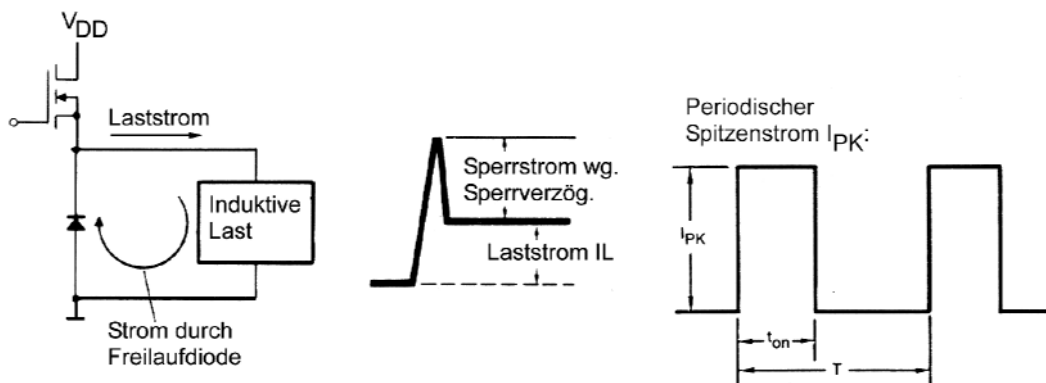 VDD
Laststrom
Induktive
Last
Strom durch
Freilaufdiode
Sperrstrom wg.
Sperrverzög.
Laststrom IL
Periodischer
Spitzenstrom IPK:
IPK
ton
T